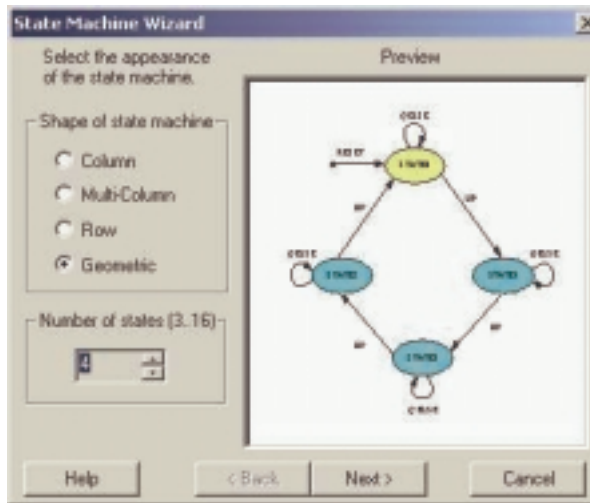 State Machine Wizard
Select the appearance
of the state machine.
Preview
Shape of state machine
Column
Multi-Column
Row
Geometric
Number of states (3..16)
4
RESET
Help
< Back
Next >
Cancel